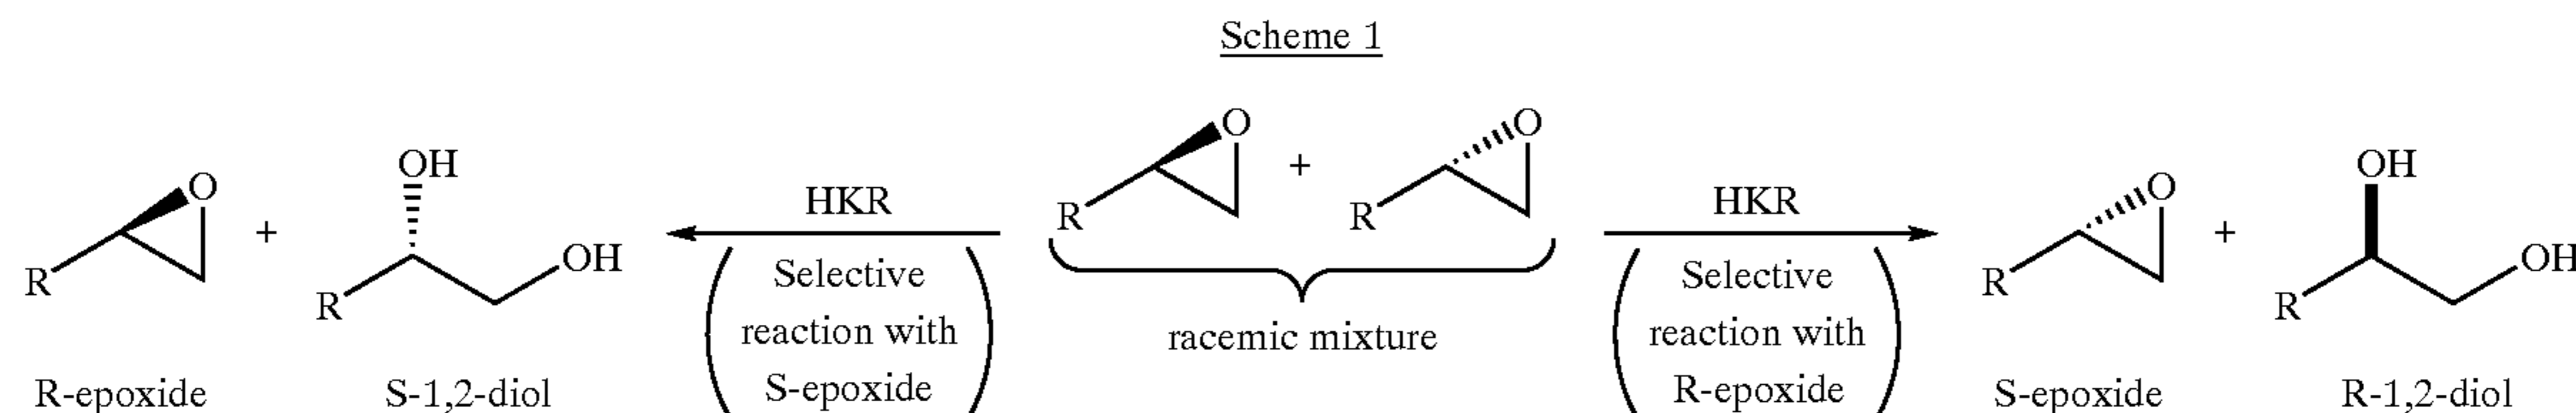 Scheme 1
R
O
+
OH
R
OH
HKR
Selective
reaction with
S-epoxide
R
O
+
R
O
racemic mixture
HKR
Selective
reaction with
R-epoxide
R
O
+
OH
R
OH
R-epoxide
S-1,2-diol
S-epoxide
R-1,2-diol